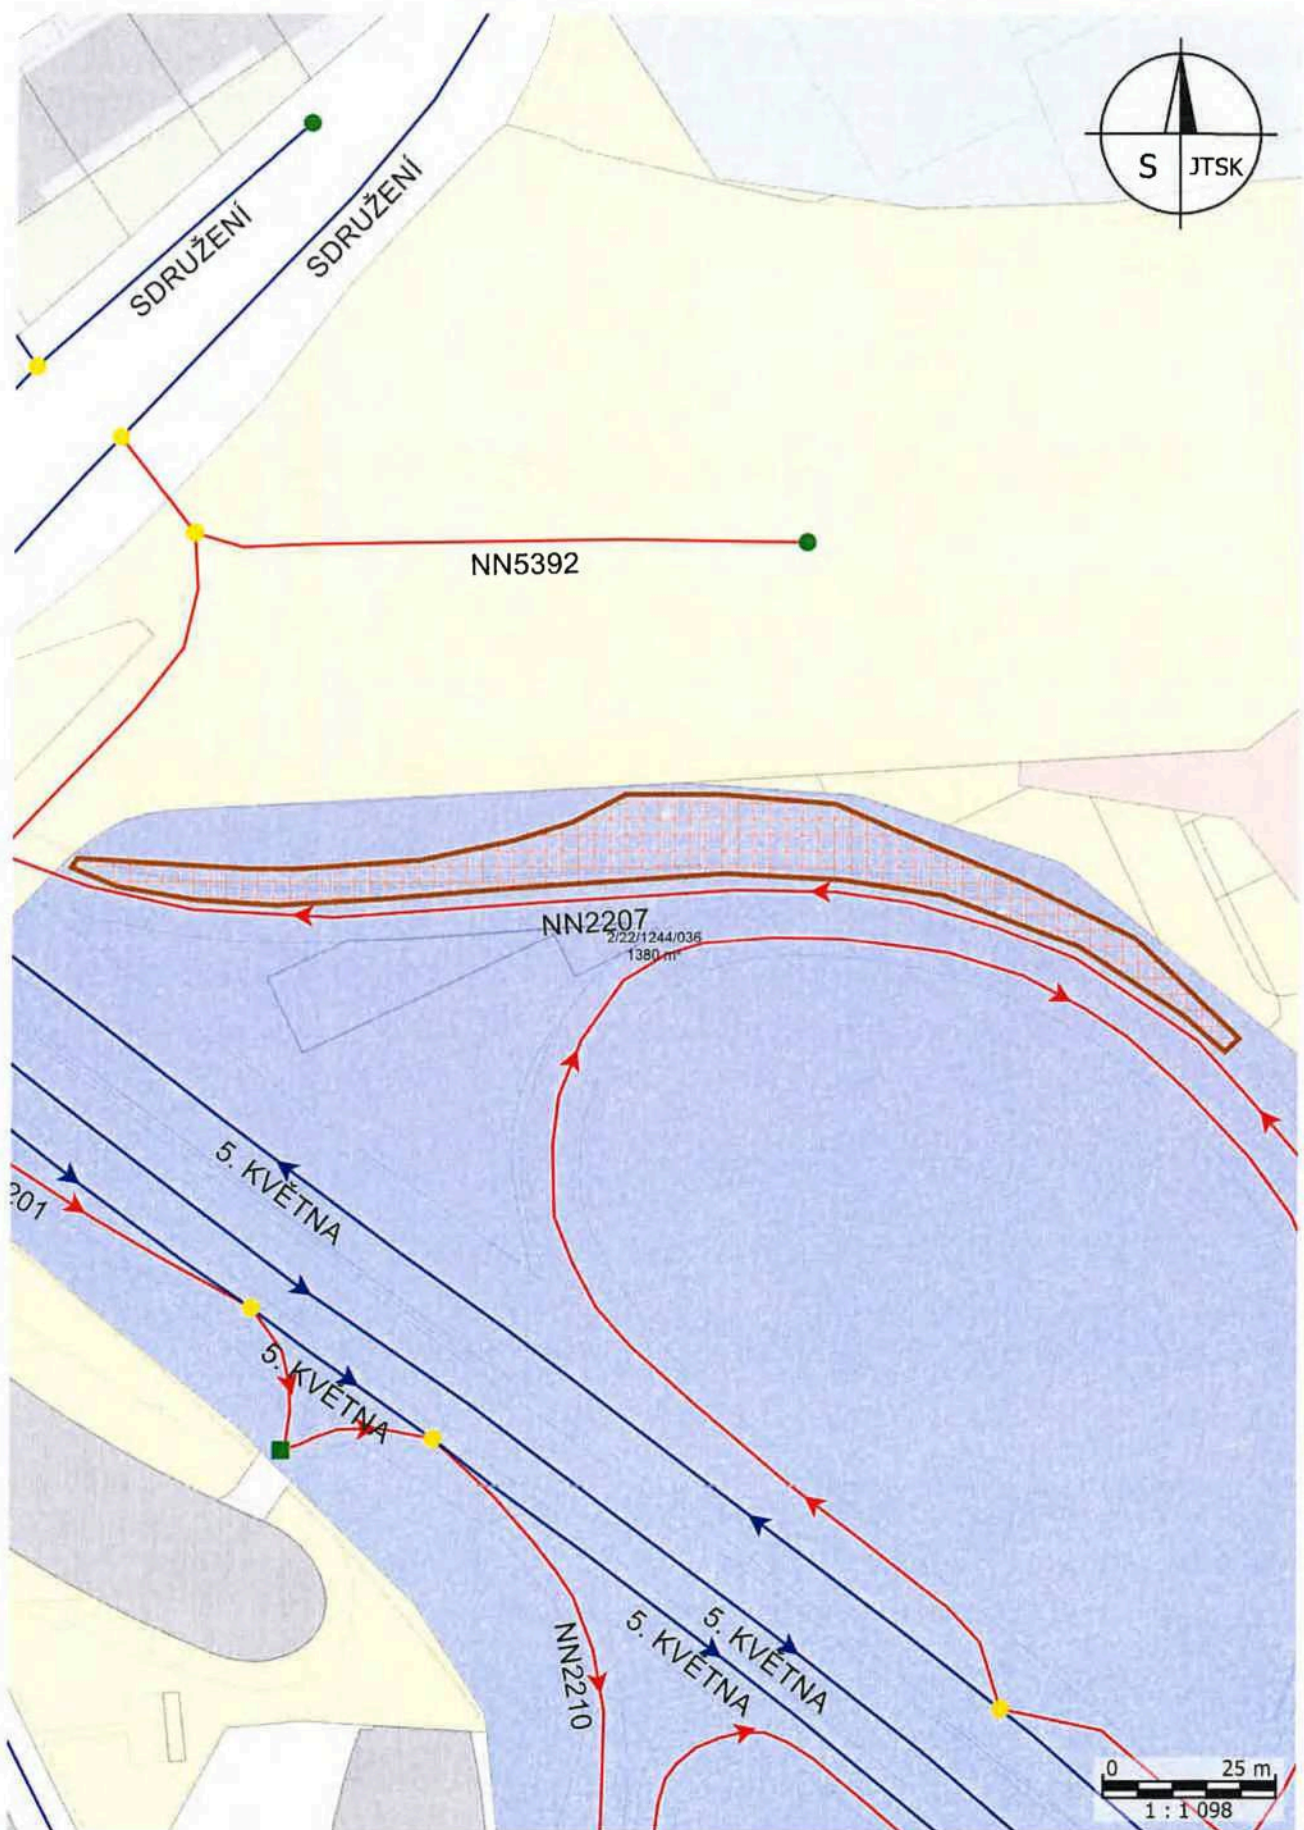 S JTSK
SDRUŽENÍ
SDRUŽENÍ
NN5392
NN2207
2/22/1244/036
1380 m²
5. KVĚTNA
201
5. KVĚTNA
5. KVĚTNA
5. KVĚTNA
NN2210
0 25 m
1 : 1 098